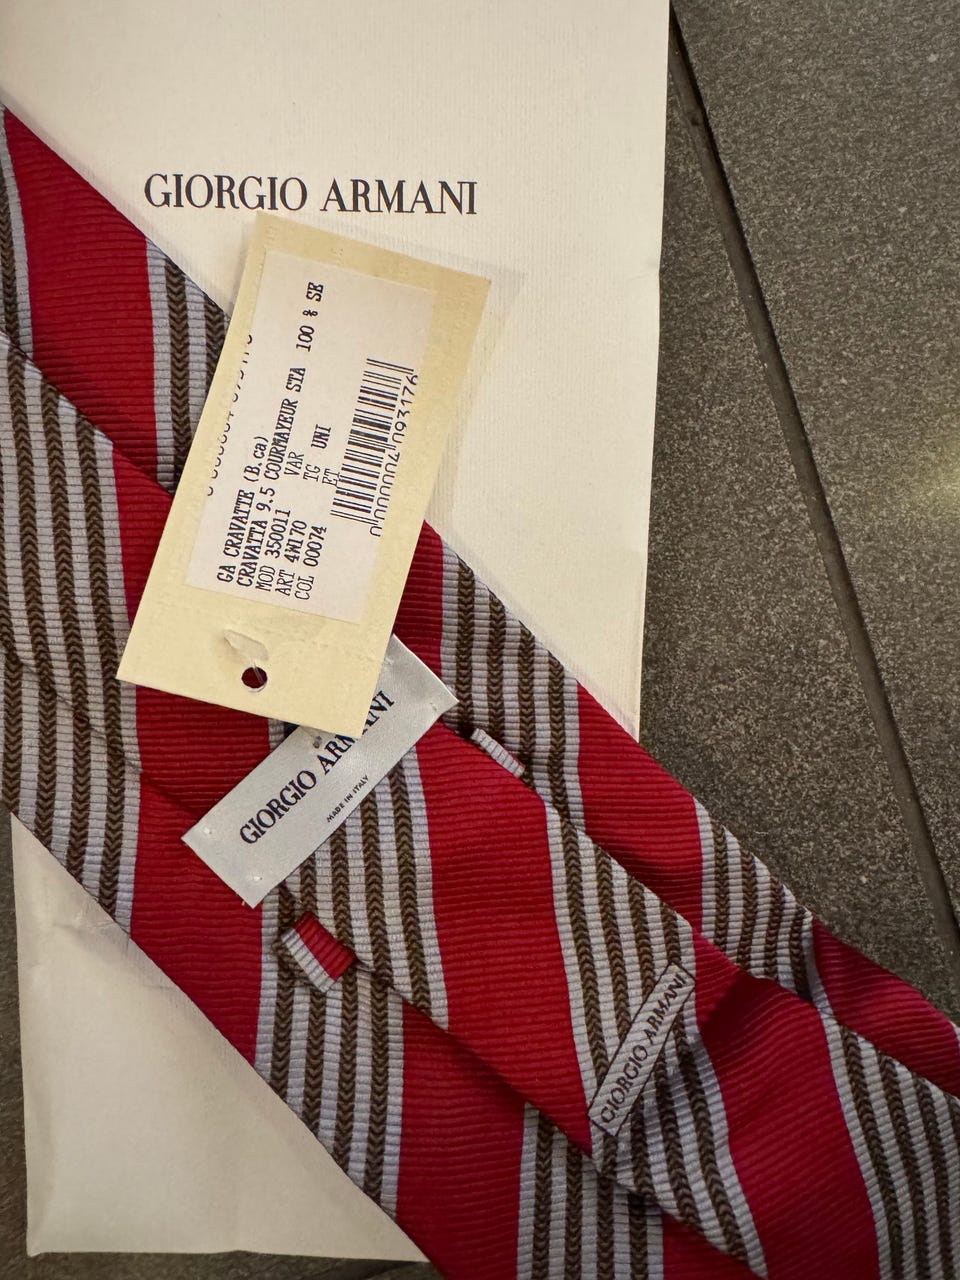 GIORGIO ARMANI
GA CRAVATTE (B.ca)
CRAVATTA 9.5 COURMAYEUR STA 100 % SE
MOD 350011 VAR
ART 4W170 TG UNI
COL 00074 ET
0000004093176
GIORGIO ARMANI
MADE IN ITALY
GIORGIO ARMANI